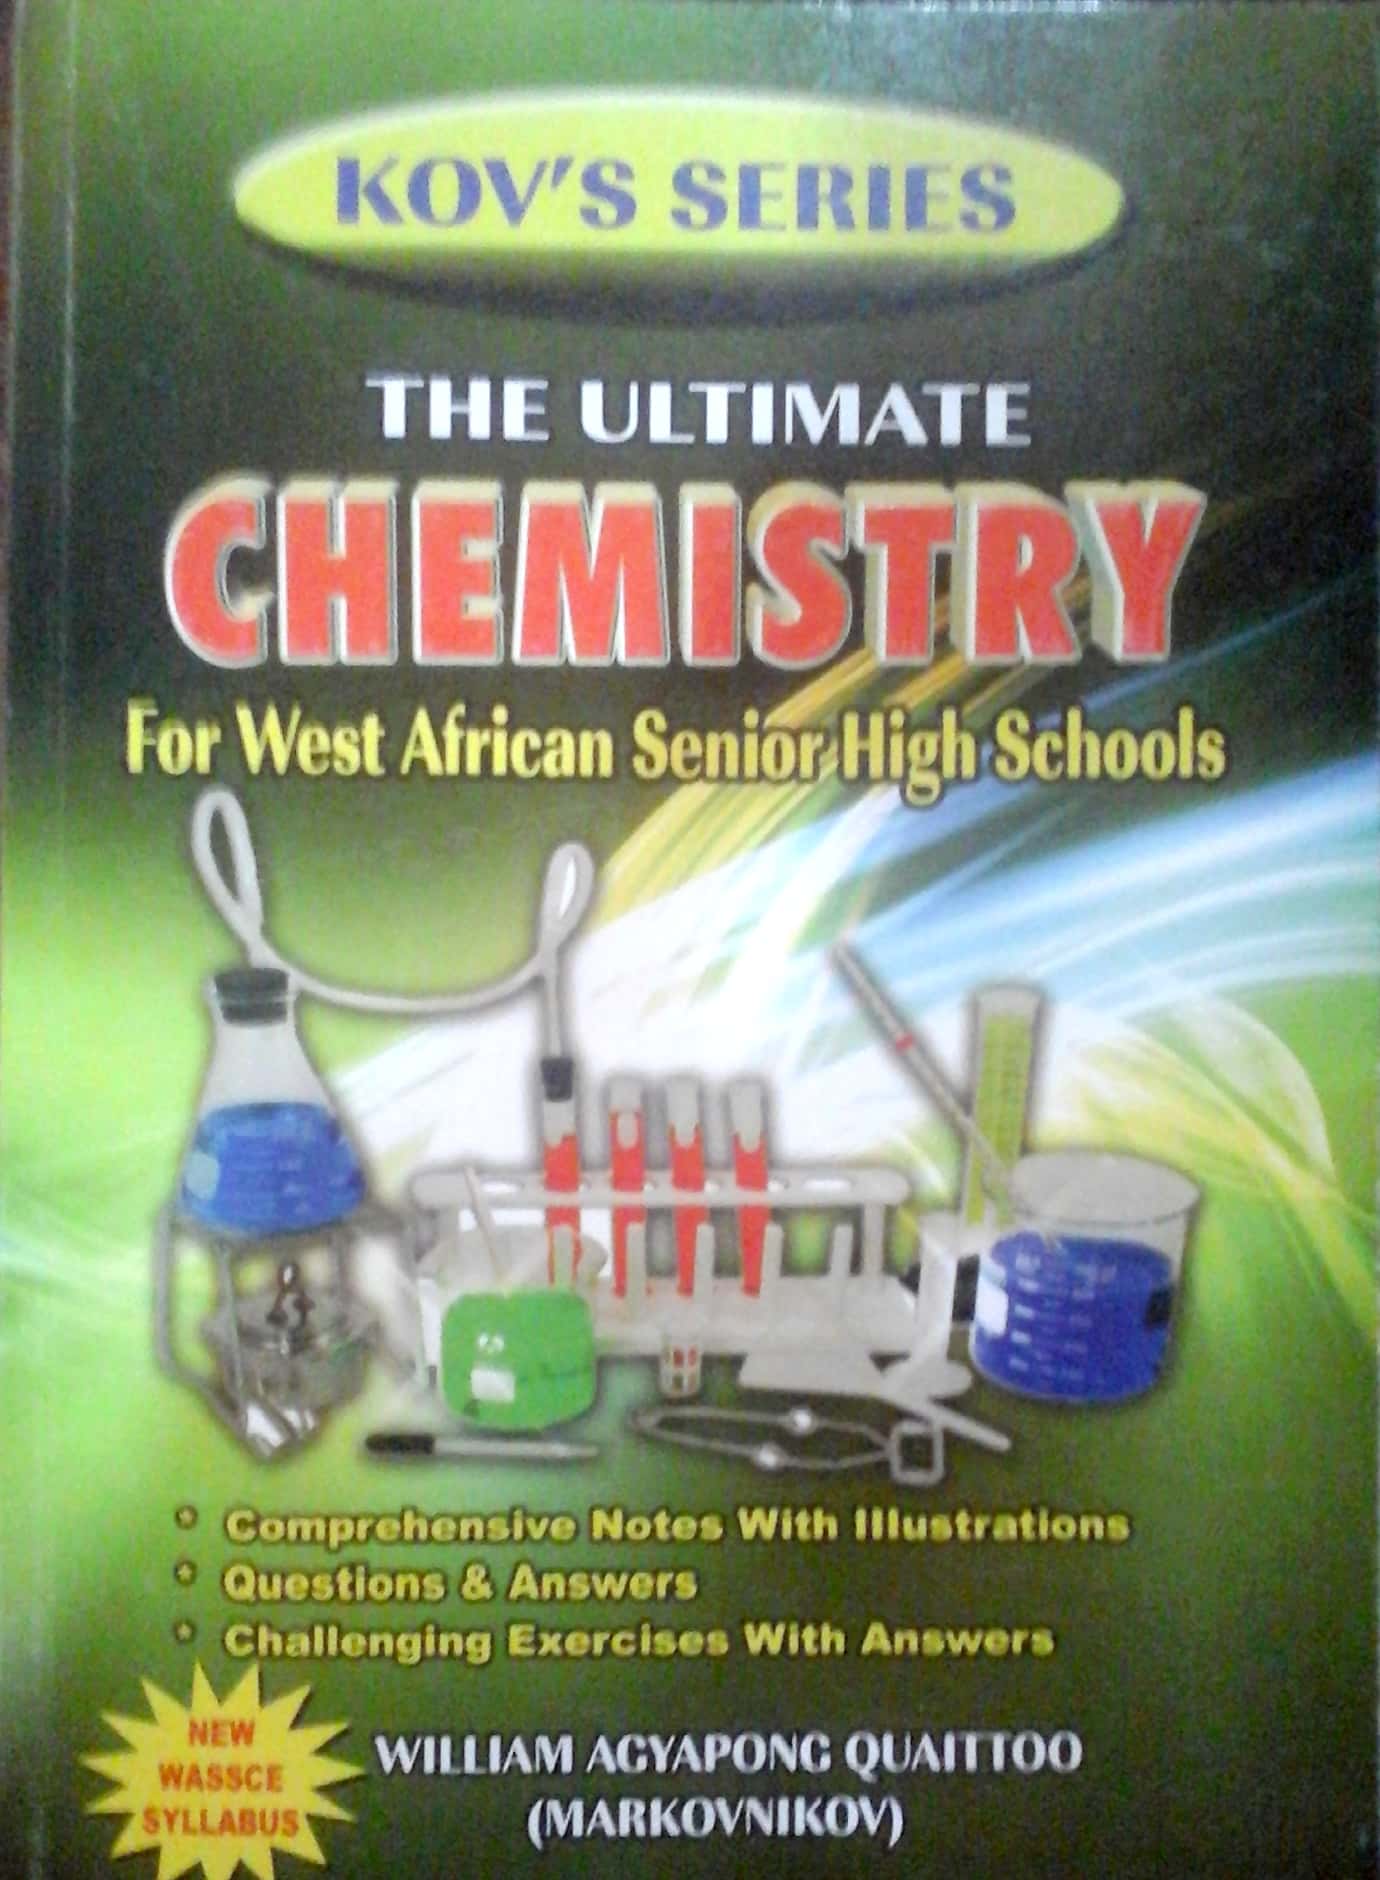 KOV'S SERIES
THE ULTIMATE
CHEMISTRY
For West African Senior High Schools
* Comprehensive Notes With Illustrations
* Questions & Answers
* Challenging Exercises With Answers
NEW
WASSCE
SYLLABUS
WILLIAM AGYAPONG QUAITTOO
(MARKOVNIKOV)